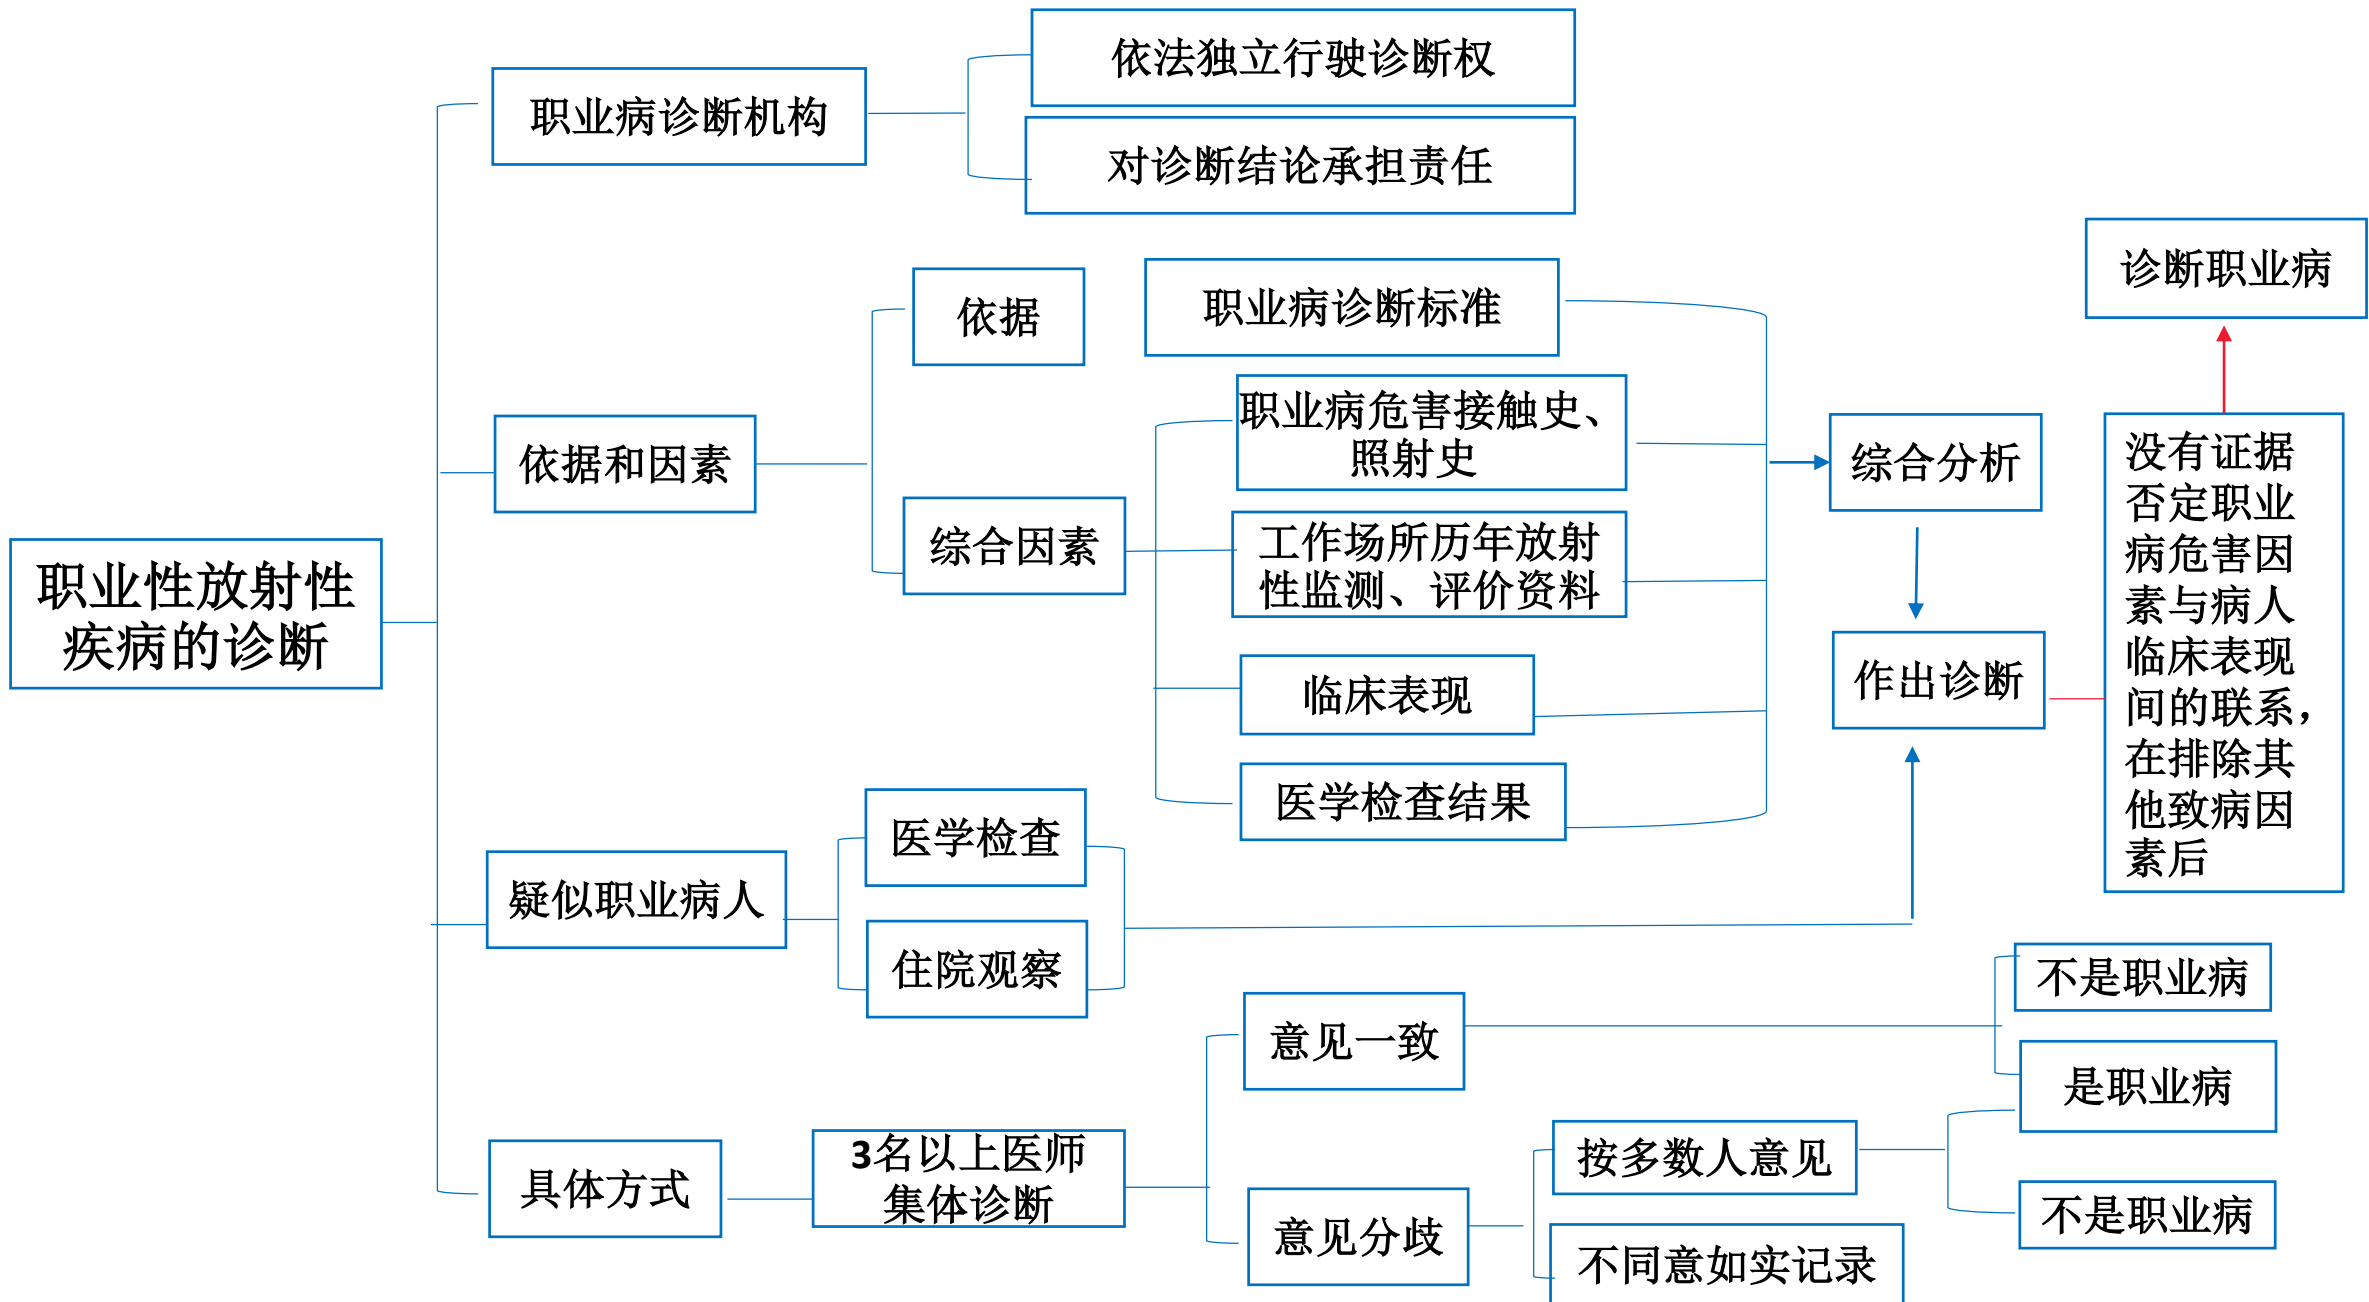 依法独立行驶诊断权
职业病诊断机构
对诊断结论承担责任
诊断职业病
依据
职业病诊断标准
职业病危害接触史、
照射史
依据和因素
综合分析
综合因素
工作场所历年放射
性监测、评价资料
没有证据
否定职业
病危害因
素与病人
临床表现
间的联系，
在排除其
他致病因
素后
职业性放射性
疾病的诊断
作出诊断
临床表现
医学检查结果
医学检查
疑似职业病人
住院观察
不是职业病
意见一致
是职业病
具体方式
3名以上医师
集体诊断
按多数人意见
意见分歧
不是职业病
不同意如实记录